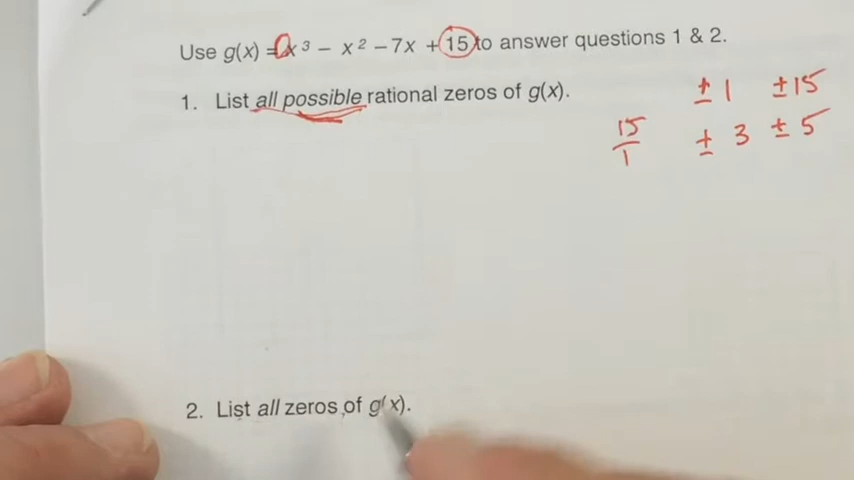 Use g(x) = x³ − x² − 7x + 15 to answer questions 1 & 2.
1. List all possible rational zeros of g(x).
± 1 ± 15
15/1 ± 3 ± 5
2. List all zeros of g(x).